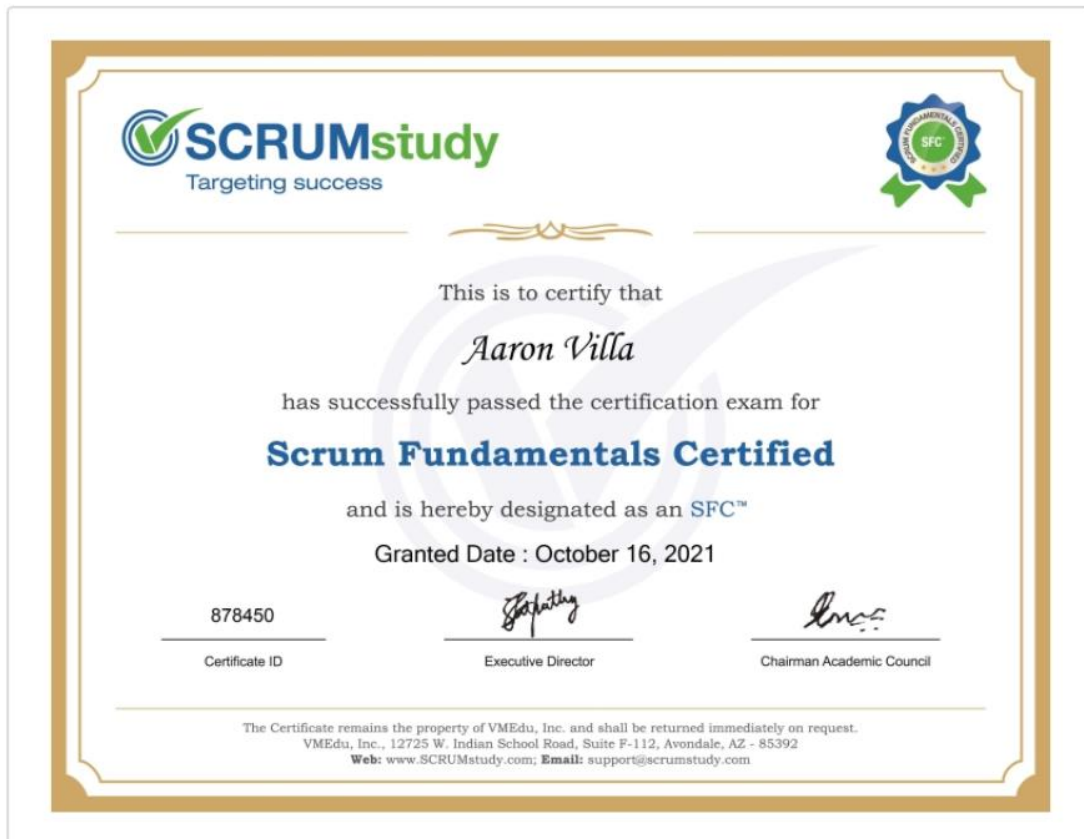 SCRUMstudy
Targeting success
SCRUM FUNDAMENTALS CERTIFIED
SFC
This is to certify that
Aaron Villa
has successfully passed the certification exam for
Scrum Fundamentals Certified
and is hereby designated as an SFC™
Granted Date : October 16, 2021
878450
Certificate ID
Executive Director
Chairman Academic Council
The Certificate remains the property of VMEdu, Inc. and shall be returned immediately on request.
VMEdu, Inc., 12725 W. Indian School Road, Suite F-112, Avondale, AZ - 85392
Web: www.SCRUMstudy.com; Email: support@scrumstudy.com